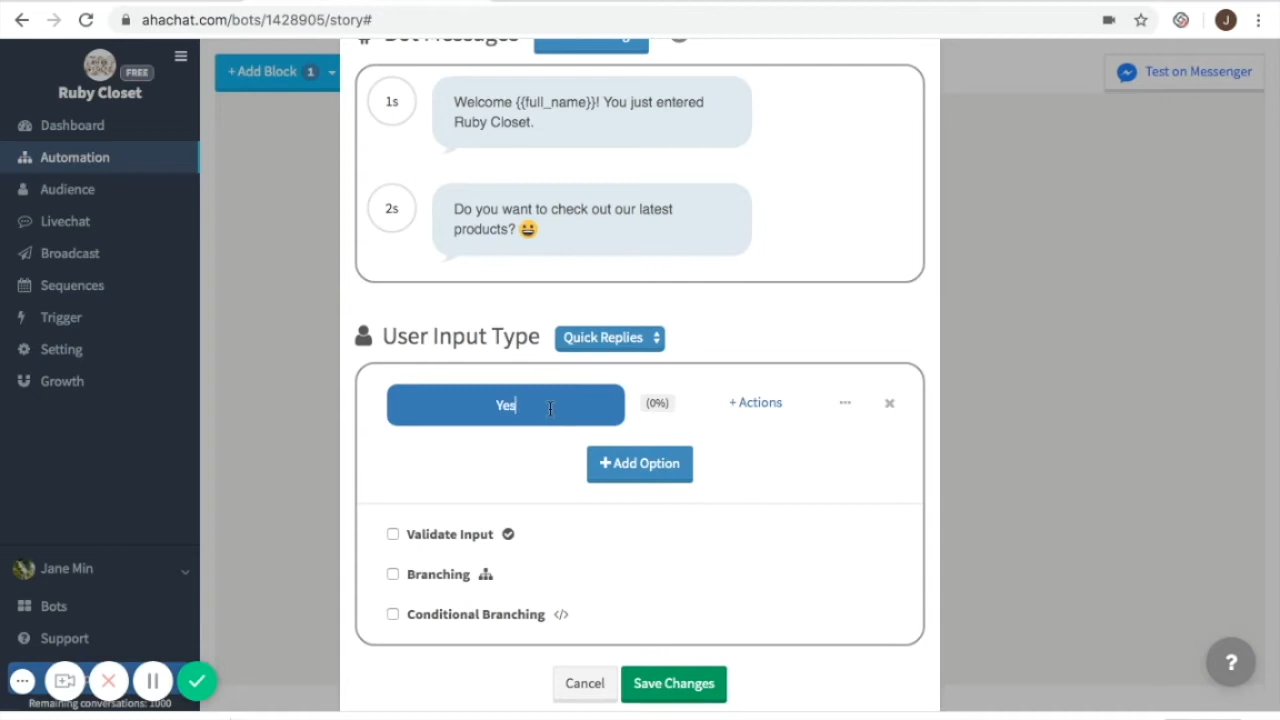 ahachat.com/bots/1428905/story#
J
FREE
Ruby Closet
Dashboard
Automation
Audience
Livechat
Broadcast
Sequences
Trigger
Setting
Growth
Jane Min
Bots
Support
Remaining conversations: 1000
+ Add Block 1
Test on Messenger
Bot Messages
1s
Welcome {{full_name}}! You just entered
Ruby Closet.
2s
Do you want to check out our latest
products? 😀
User Input Type
Quick Replies
Yes
(0%)
+ Actions
+ Add Option
Validate Input
Branching
Conditional Branching </>
Cancel
Save Changes
?